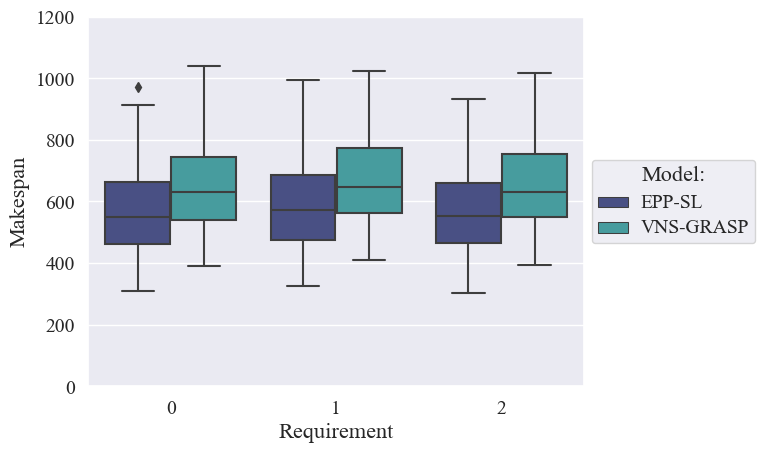 1200
1000
800
600
400
200
0
Makespan
0 1 2
Requirement
Model:
EPP-SL
VNS-GRASP